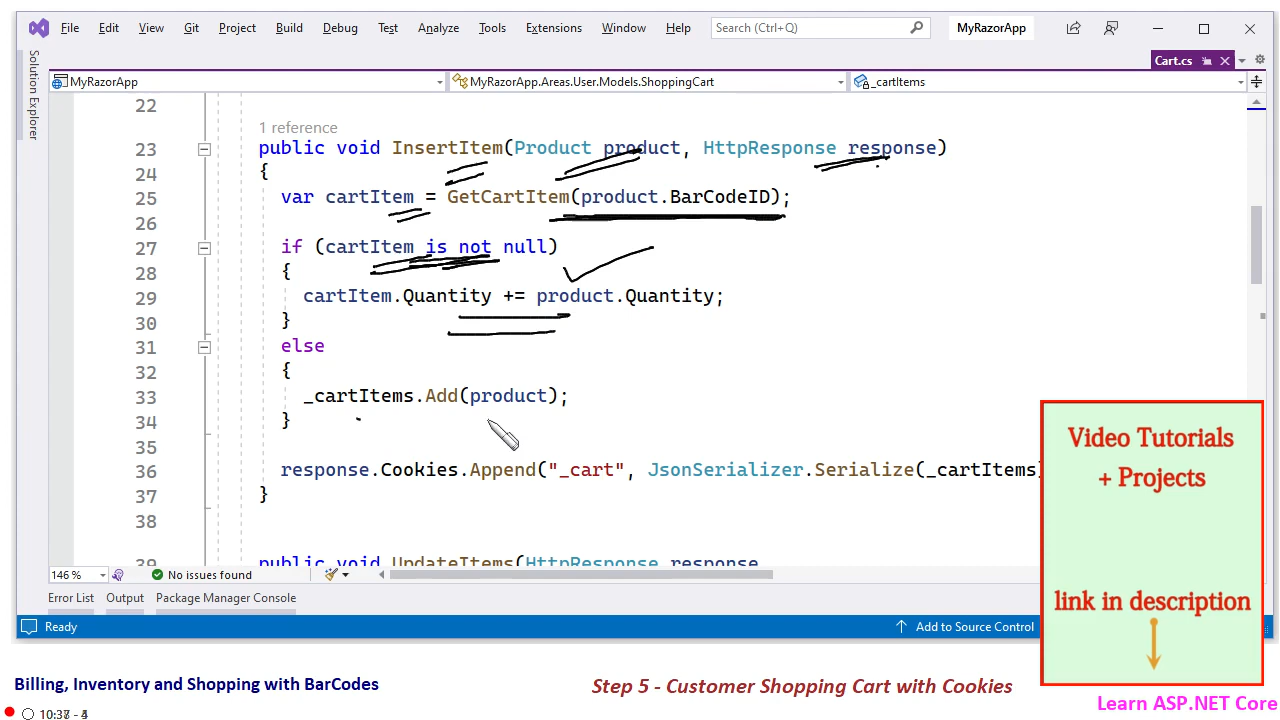 File Edit View Git Project Build Debug Test Analyze Tools Extensions Window Help Search (Ctrl+Q) MyRazorApp
Solution Explorer
Cart.cs
MyRazorApp MyRazorApp.Areas.User.Models.ShoppingCart _cartItems
22
1 reference
23 public void InsertItem(Product product, HttpResponse response)
24 {
25 var cartItem = GetCartItem(product.BarCodeID);
26
27 if (cartItem is not null)
28 {
29 cartItem.Quantity += product.Quantity;
30 }
31 else
32 {
33 _cartItems.Add(product);
34 }
35
36 response.Cookies.Append("_cart", JsonSerializer.Serialize(_cartItems)
37 }
38
39 public void UpdateItems(HttpResponse response
146 % No issues found
Error List Output Package Manager Console
Ready Add to Source Control
Video Tutorials
+ Projects
link in description
Billing, Inventory and Shopping with BarCodes
Step 5 - Customer Shopping Cart with Cookies
Learn ASP.NET Core